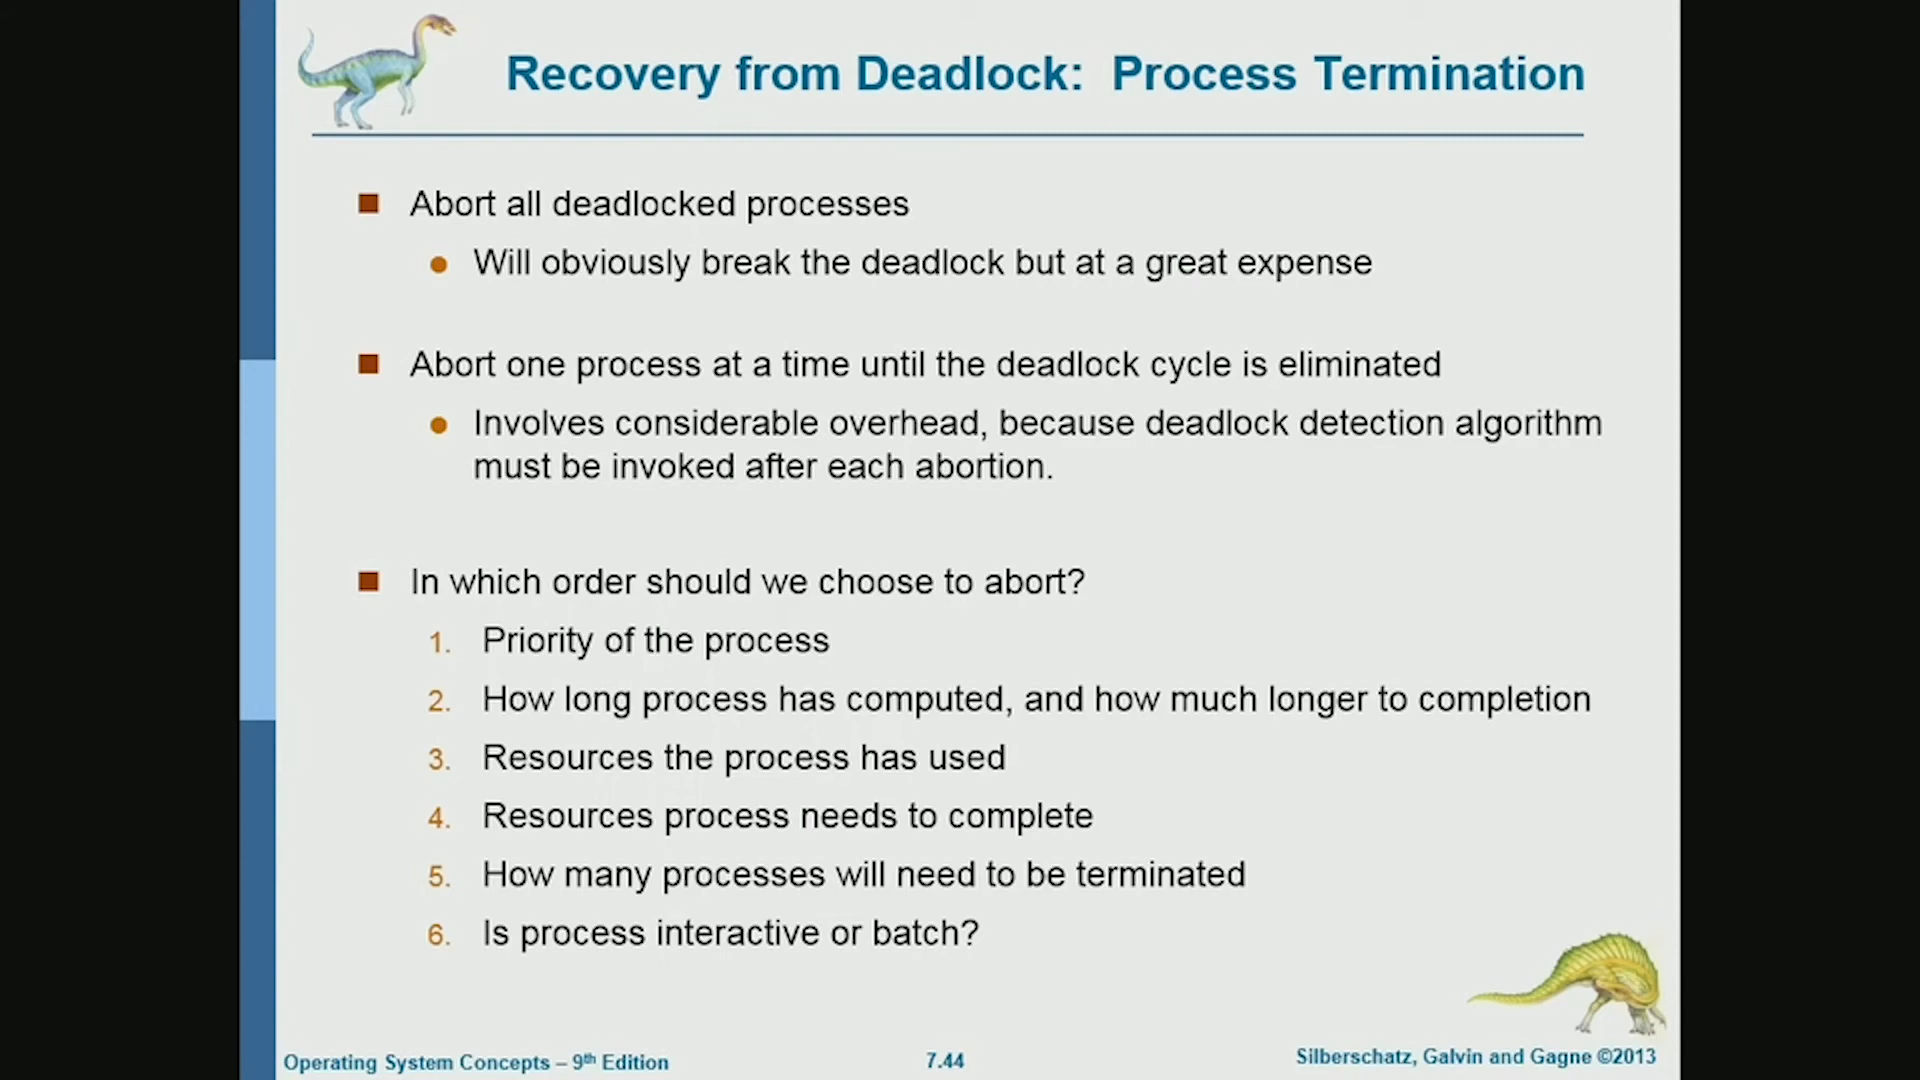 Recovery from Deadlock: Process Termination
■ Abort all deadlocked processes
● Will obviously break the deadlock but at a great expense
■ Abort one process at a time until the deadlock cycle is eliminated
● Involves considerable overhead, because deadlock detection algorithm
must be invoked after each abortion.
■ In which order should we choose to abort?
1. Priority of the process
2. How long process has computed, and how much longer to completion
3. Resources the process has used
4. Resources process needs to complete
5. How many processes will need to be terminated
6. Is process interactive or batch?
Operating System Concepts – 9th Edition
7.44
Silberschatz, Galvin and Gagne ©2013